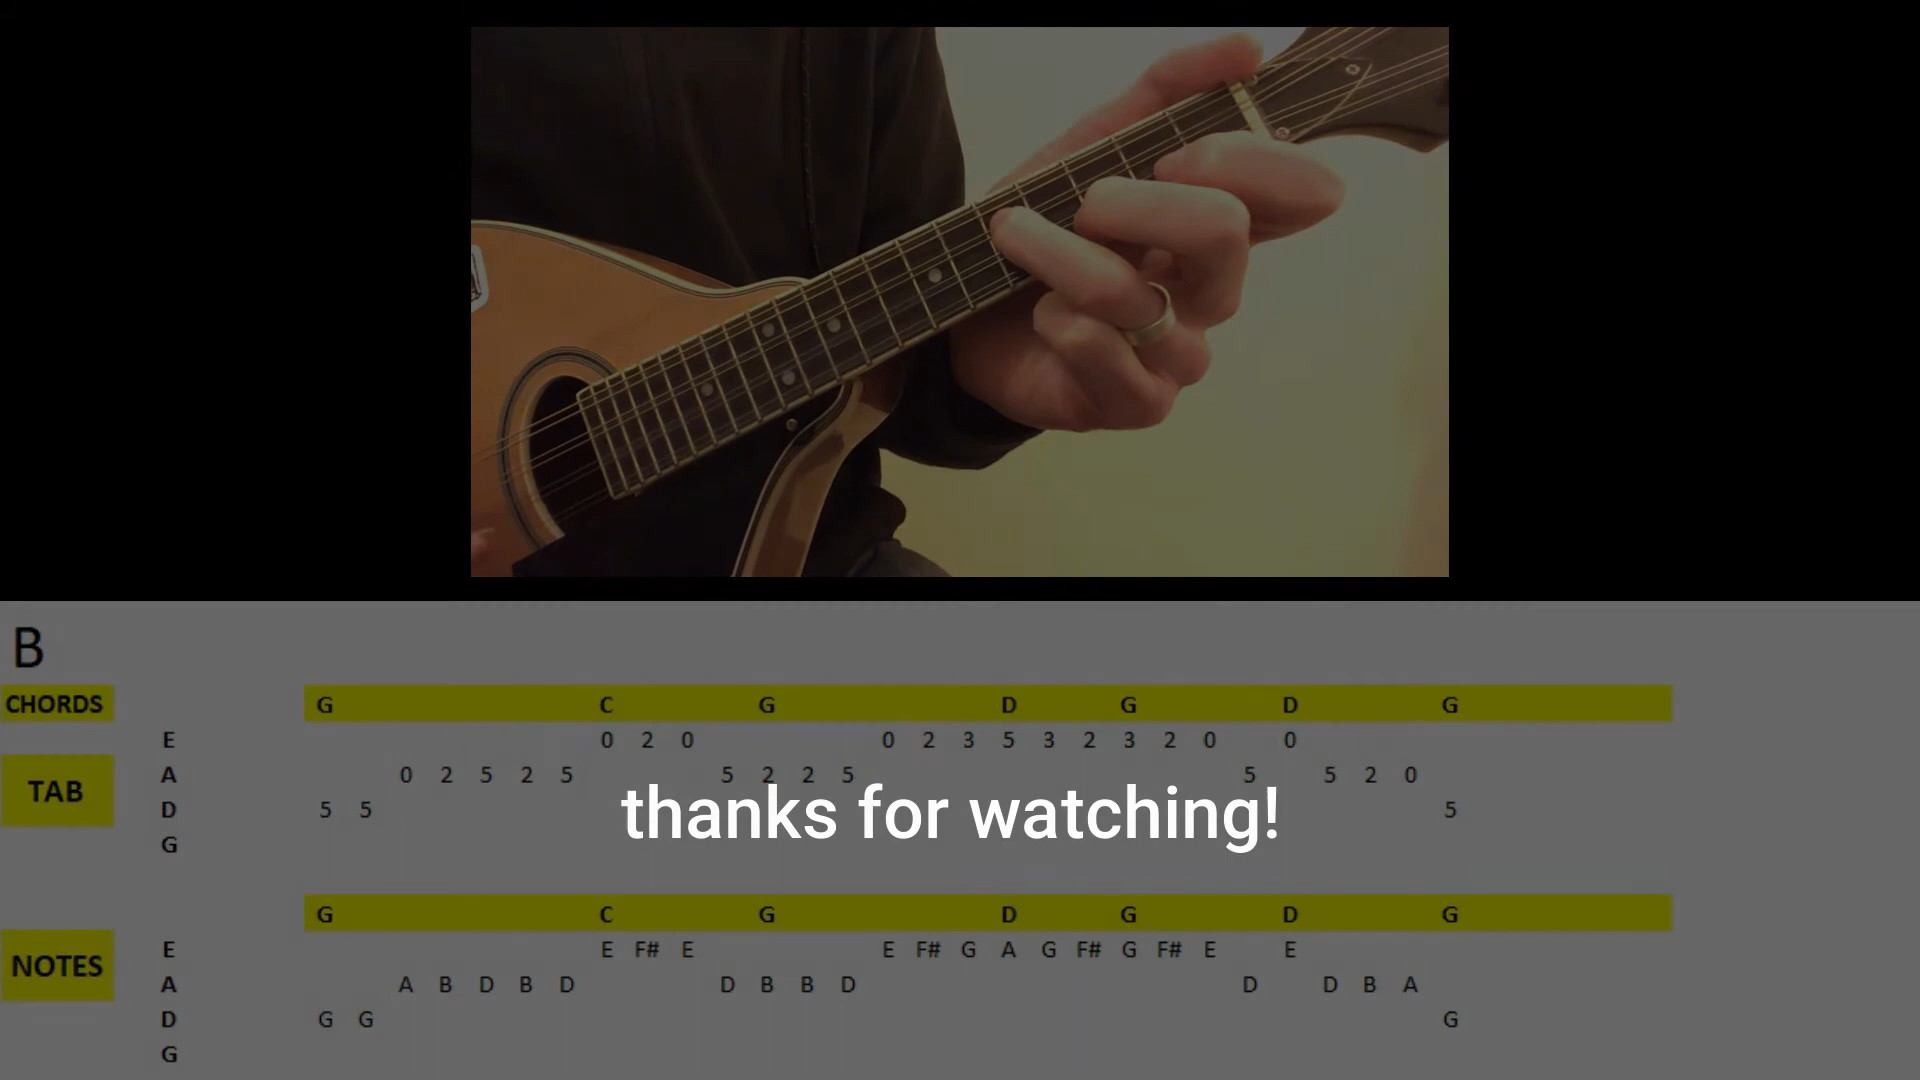 B
CHORDS G C G D G D G
E 0 2 0 0 2 3 5 3 2 3 2 0 0
A 0 2 5 2 5 5 2 2 5 5 5 2 0
TAB
D 5 5 5
thanks for watching!
G
G C G D G D G
E E F# E E F# G A G F# G F# E E
NOTES
A A B D B D D B B D D D B A
D G G G
G